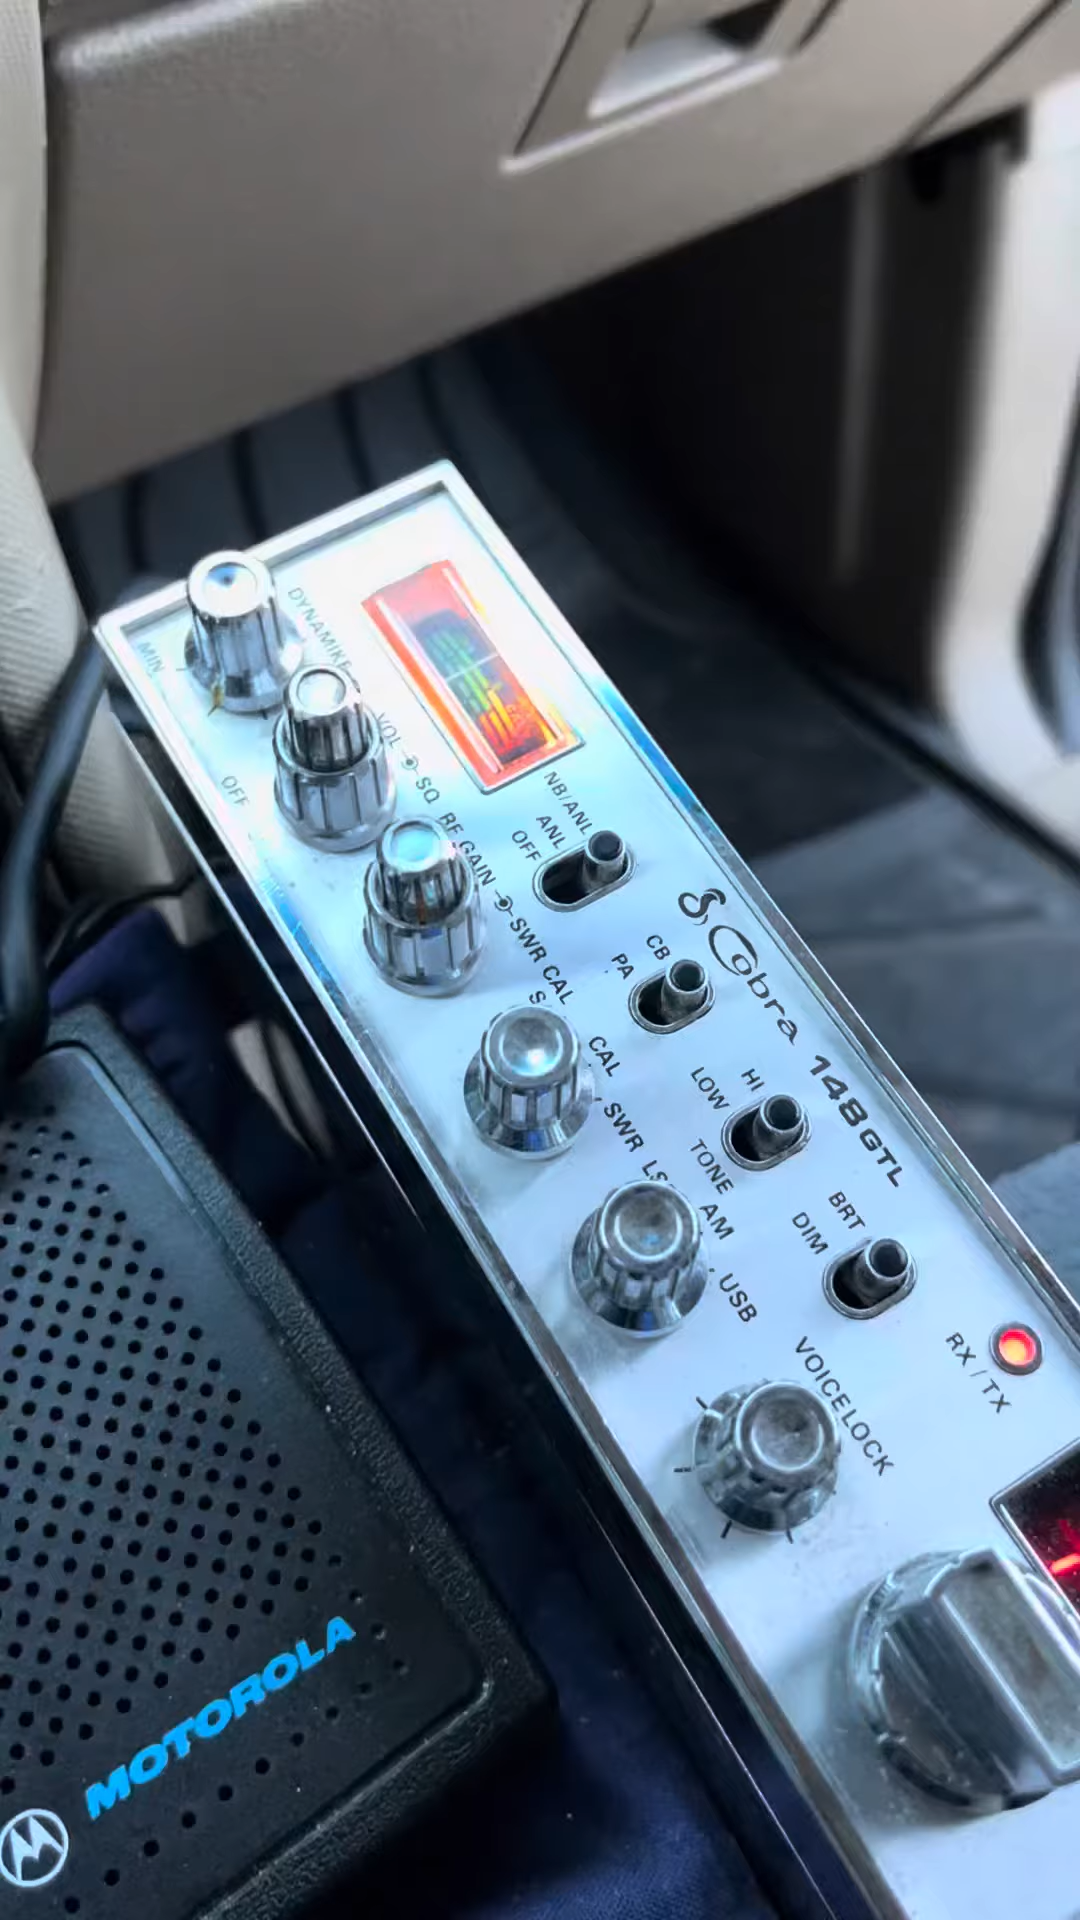 DYNAMIKE
MIN
VOL SQ
OFF
RF GAIN SWR CAL
NB/ANL
ANL
OFF
CB
PA
Cobra 148 GTL
CAL
SWR
HI
LOW
TONE
AM
USB
BRT
DIM
VOICE LOCK
RX/TX
MOTOROLA